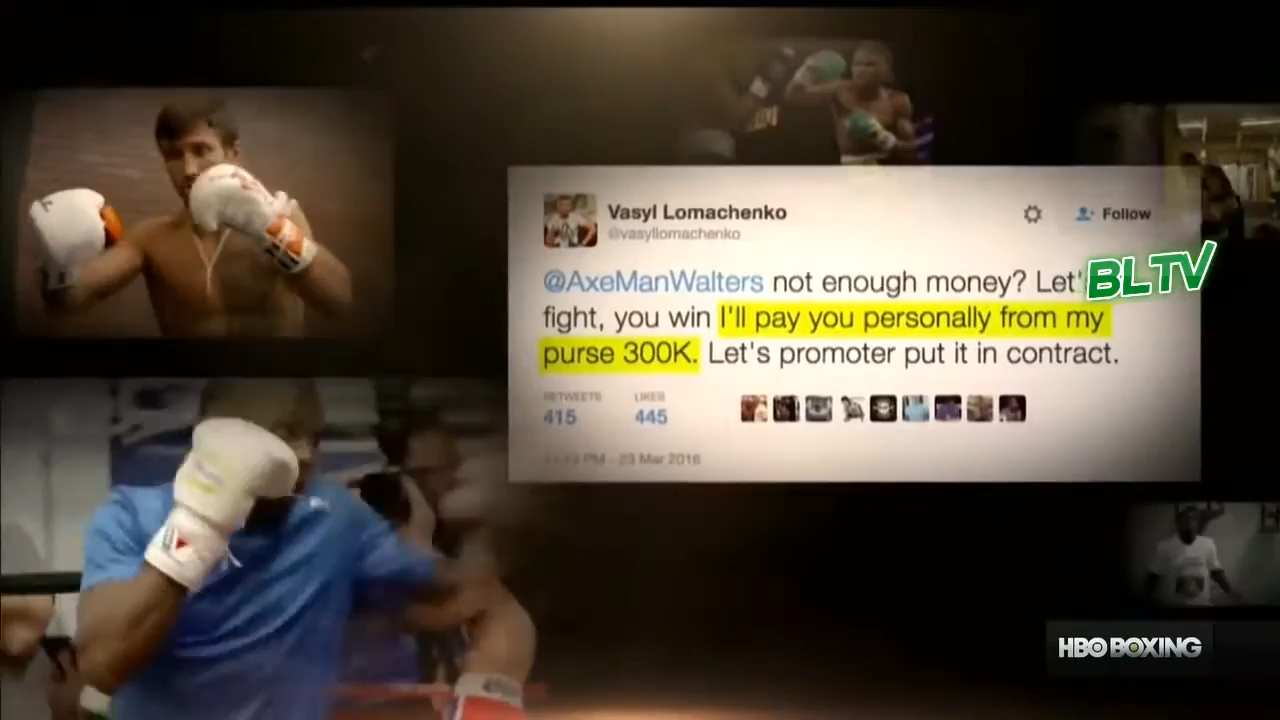 Vasyl Lomachenko
@vasyllomachenko
Follow
@AxeManWalters not enough money? Let'
BLTV
fight, you win I'll pay you personally from my
purse 300K. Let's promoter put it in contract.
RETWEETS LIKES
415 445
PM - 23 Mar 2016
HBO BOXING